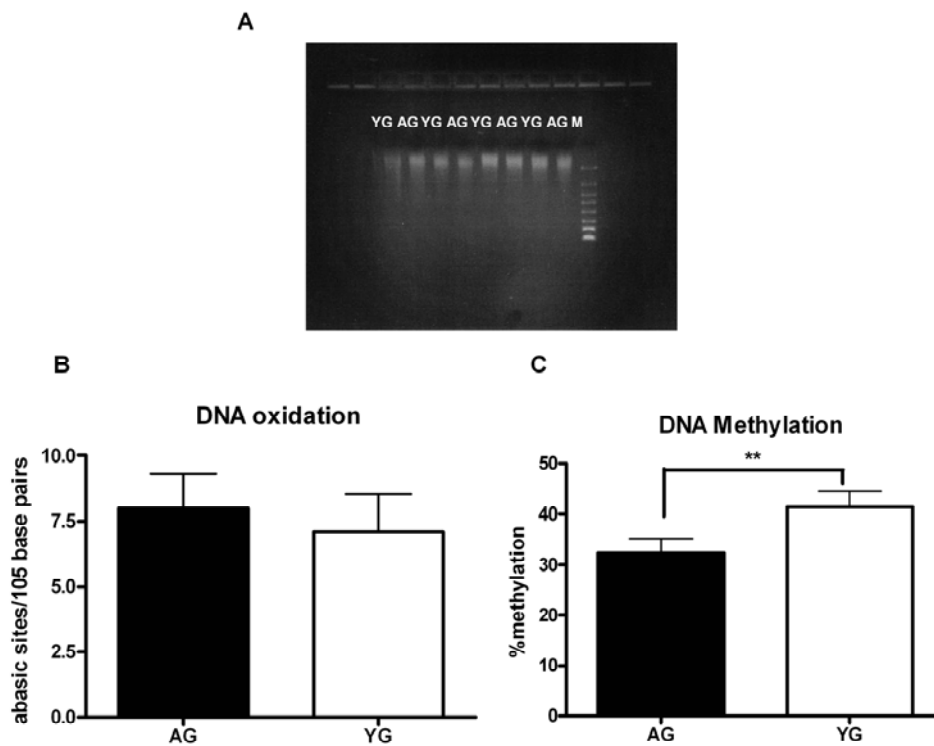 A
YG AG YG AG YG AG YG AG M
B
DNA oxidation
10.0
7.5
5.0
2.5
0.0
abasic sites/105 base pairs
AG YG
C
DNA Methylation
**
50
40
30
20
10
0
%methylation
AG YG